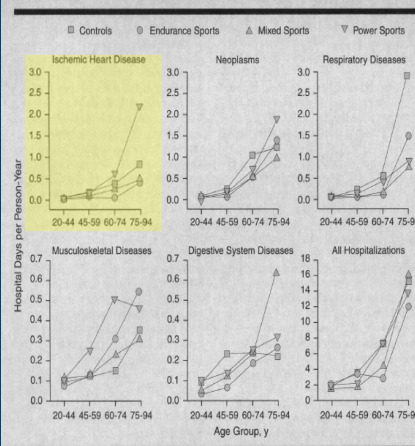 Controls Endurance Sports Mixed Sports Power Sports
Ischemic Heart Disease Neoplasms Respiratory Diseases
3.0 3.0 3.0
2.5 2.5 2.5
2.0 2.0 2.0
1.5 1.5 1.5
1.0 1.0 1.0
0.5 0.5 0.5
0.0 0.0 0.0
20-44 45-59 60-74 75-94 20-44 45-59 60-74 75-94 20-44 45-59 60-74 75-9
Hospital Days per Person-Year
Musculoskeletal Diseases Digestive System Diseases All Hospitalizations
0.7 0.7 18
0.6 0.6 16
0.5 0.5 14
0.4 0.4 12
0.3 0.3 10
0.2 0.2 8
0.1 0.1 6
0.0 0.0 4
2
0
20-44 45-59 60-74 75-94 20-44 45-59 60-74 75-94 20-44 45-59 60-74 75-9
Age Group, y